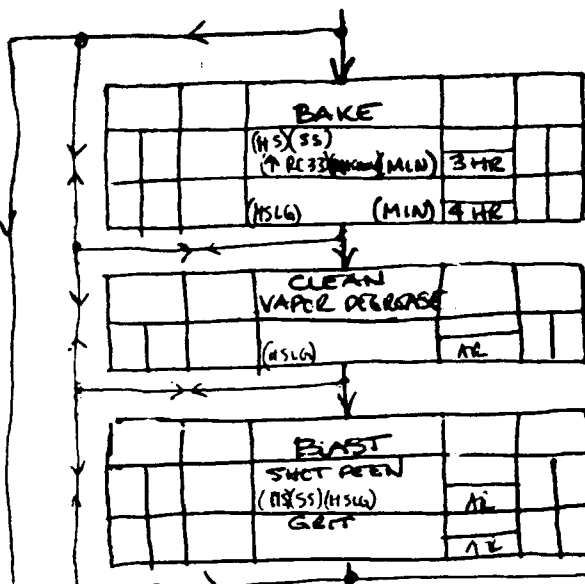 BAKE
(HS)(SS)
(↑ RC33) (MIN) 3 HR
(HSLG) (MIN) 4 HR
CLEAN
VAPOR DEGREASE
(HSLG) AR
BLAST
SHOT PEEN
(HS)(SS)(HSLG) AR
GRIT
AR